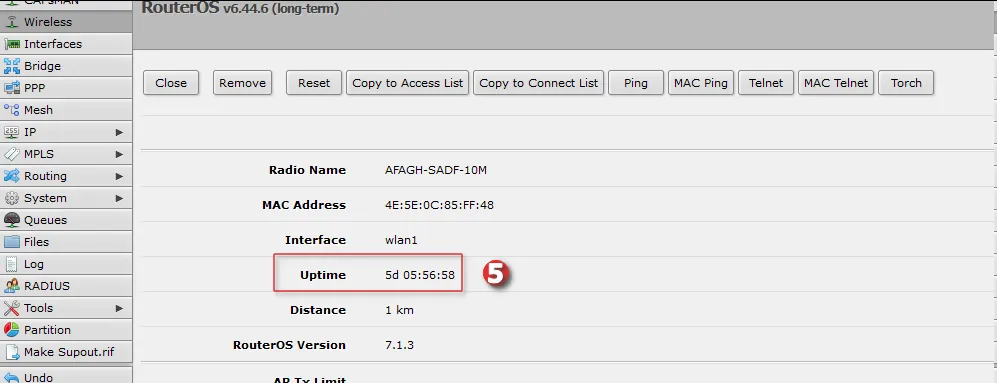 CAPsMAN
RouterOS v6.44.6 (long-term)
Wireless
Interfaces
Bridge
PPP
Mesh
IP
MPLS
Routing
System
Queues
Files
Log
RADIUS
Tools
Partition
Make Supout.rif
Undo
Close Remove Reset Copy to Access List Copy to Connect List Ping MAC Ping Telnet MAC Telnet Torch
Radio Name AFAGH-SADF-10M
MAC Address 4E:5E:0C:85:FF:48
Interface wlan1
Uptime 5d 05:56:58 5
Distance 1 km
RouterOS Version 7.1.3
AP Tx Limit